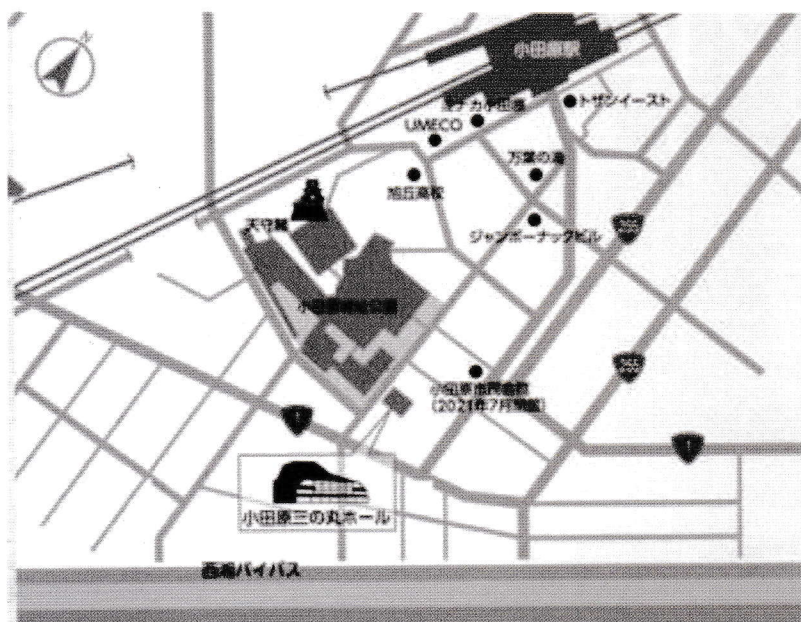 小田原駅
ミナカ小田原
トザンイースト
UMECO
万葉の湯
旭丘高校
天守閣
ジャンボーナックビル
小田原城址公園
小田原市民会館
(2021年7月閉館)
1
1
小田原三の丸ホール
西湘バイパス